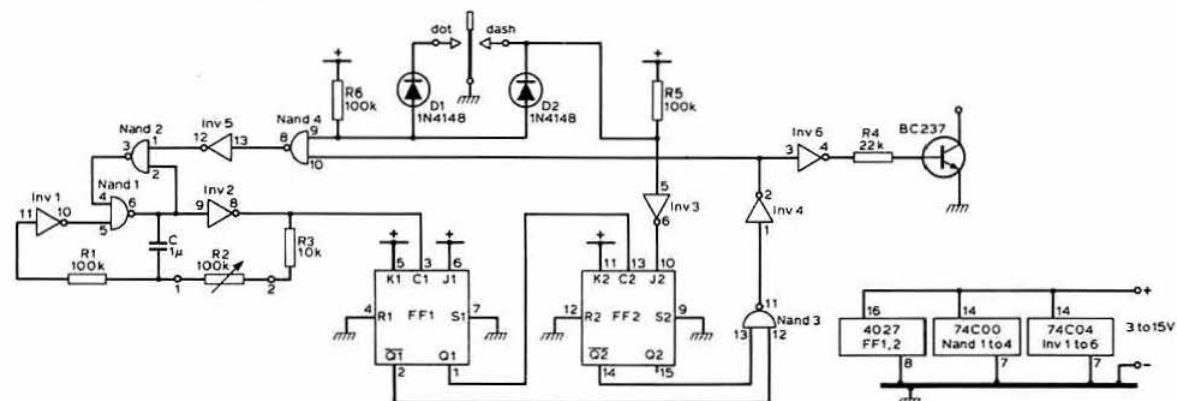 dot
dash
+
+
R6
100k
D1
1N4148
D2
1N4148
R5
100k
Nand 2
Inv 5
Nand 4
3
1
2
12
13
8
9
10
Inv 6
3
4
R4
22k
BC237
Nand 1
Inv 1
11
10
4
5
6
Inv 2
9
8
5
Inv 3
6
2
Inv 4
1
C
1µ
R1
100k
R2
100k
1
2
R3
10k
+
+
5
3
6
K1
C1
J1
4
R1
FF1
S1
7
Q1
Q1
2
1
+
11
13
10
K2
C2
J2
12
R2
FF2
S2
9
Q2
Q2
14
15
11
Nand 3
13
12
16
4027
FF1,2
8
14
74C00
Nand 1 to 4
7
14
74C04
Inv 1 to 6
7
+
3 to 15V
-